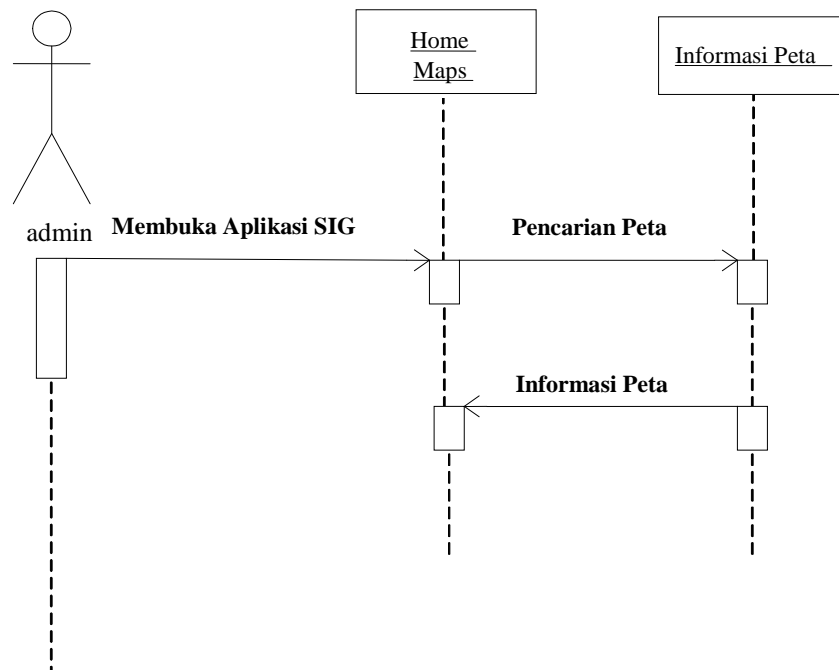 Home
Maps
Informasi Peta
admin
Membuka Aplikasi SIG
Pencarian Peta
Informasi Peta